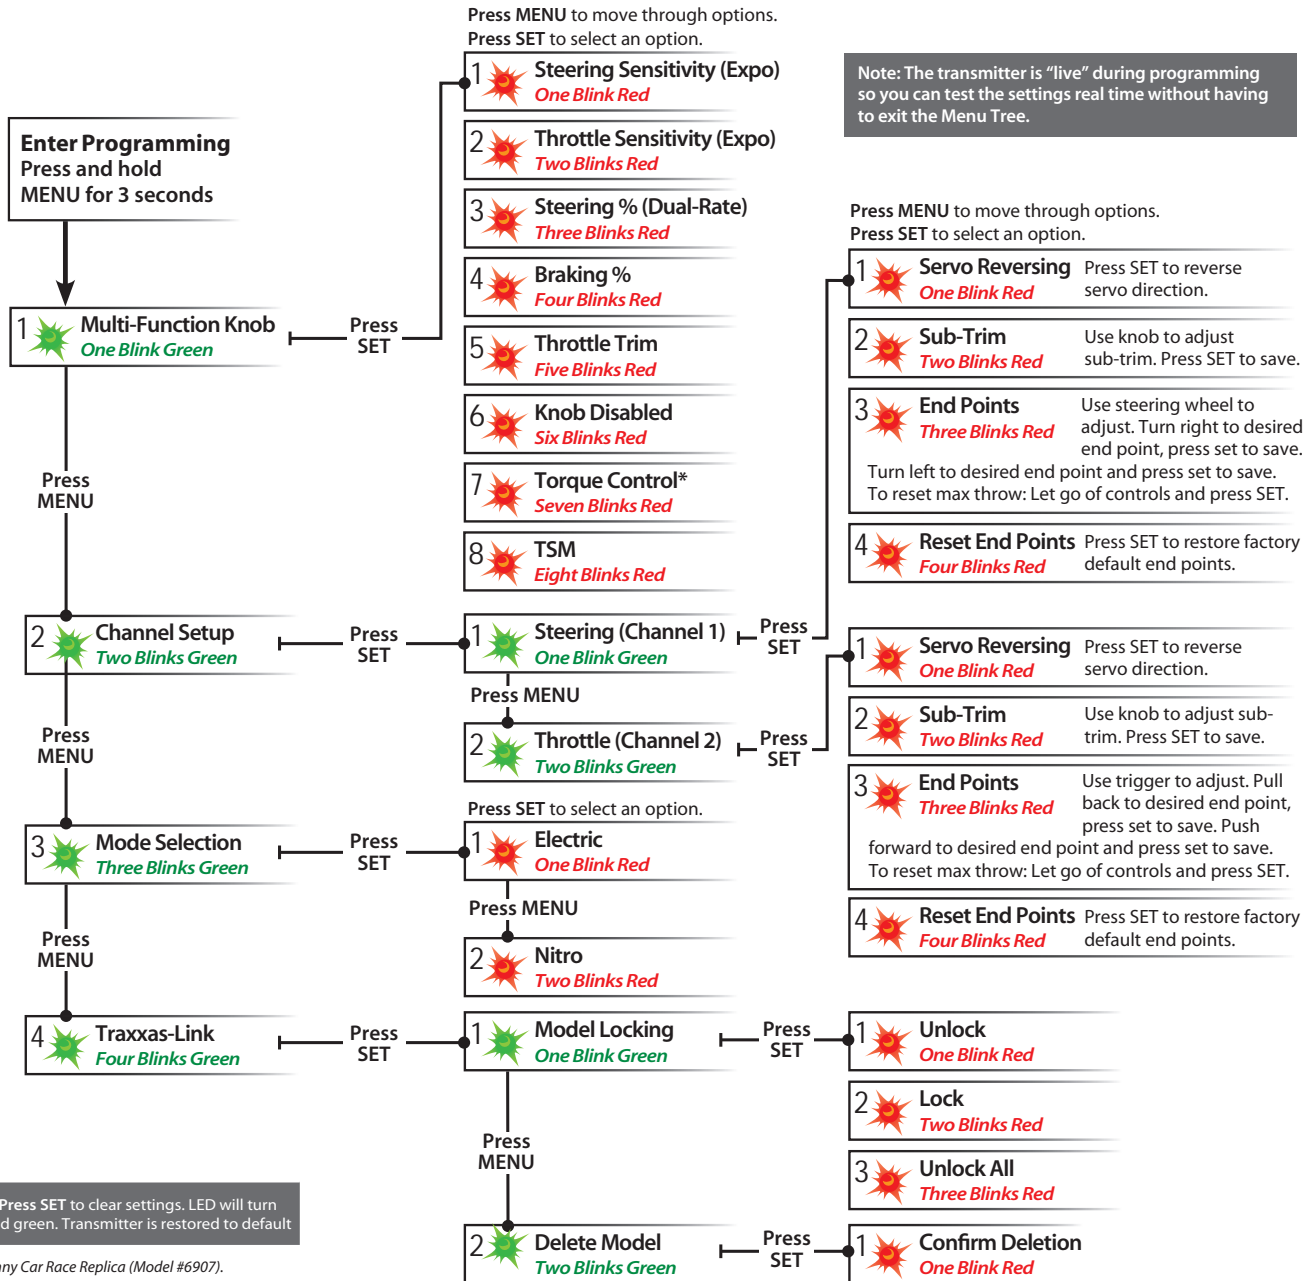 Press MENU to move through options.
Press SET to select an option.
Note: The transmitter is “live” during programming
so you can test the settings real time without having
to exit the Menu Tree.
Enter Programming
Press and hold
MENU for 3 seconds
1 Multi-Function Knob
One Blink Green
Press
SET
1 Steering Sensitivity (Expo)
One Blink Red
2 Throttle Sensitivity (Expo)
Two Blinks Red
3 Steering % (Dual-Rate)
Three Blinks Red
4 Braking %
Four Blinks Red
5 Throttle Trim
Five Blinks Red
6 Knob Disabled
Six Blinks Red
7 Torque Control*
Seven Blinks Red
8 TSM
Eight Blinks Red
Press
MENU
2 Channel Setup
Two Blinks Green
Press
SET
1 Steering (Channel 1)
One Blink Green
Press
SET
Press MENU
2 Throttle (Channel 2)
Two Blinks Green
Press
SET
Press MENU to move through options.
Press SET to select an option.
1 Servo Reversing
One Blink Red
Press SET to reverse
servo direction.
2 Sub-Trim
Two Blinks Red
Use knob to adjust
sub-trim. Press SET to save.
3 End Points
Three Blinks Red
Use steering wheel to
adjust. Turn right to desired
end point, press set to save.
Turn left to desired end point and press set to save.
To reset max throw: Let go of controls and press SET.
4 Reset End Points
Four Blinks Red
Press SET to restore factory
default end points.
1 Servo Reversing
One Blink Red
Press SET to reverse
servo direction.
2 Sub-Trim
Two Blinks Red
Use knob to adjust sub-
trim. Press SET to save.
3 End Points
Three Blinks Red
Use trigger to adjust. Pull
back to desired end point,
press set to save. Push
forward to desired end point and press set to save.
To reset max throw: Let go of controls and press SET.
4 Reset End Points
Four Blinks Red
Press SET to restore factory
default end points.
Press
MENU
3 Mode Selection
Three Blinks Green
Press
SET
Press SET to select an option.
1 Electric
One Blink Red
Press MENU
2 Nitro
Two Blinks Red
Press
MENU
4 Traxxas-Link
Four Blinks Green
Press
SET
1 Model Locking
One Blink Green
Press
SET
1 Unlock
One Blink Red
2 Lock
Two Blinks Red
3 Unlock All
Three Blinks Red
Press
MENU
2 Delete Model
Two Blinks Green
Press
SET
1 Confirm Deletion
One Blink Red
Press SET to clear settings. LED will turn
d green. Transmitter is restored to default
nny Car Race Replica (Model #6907).